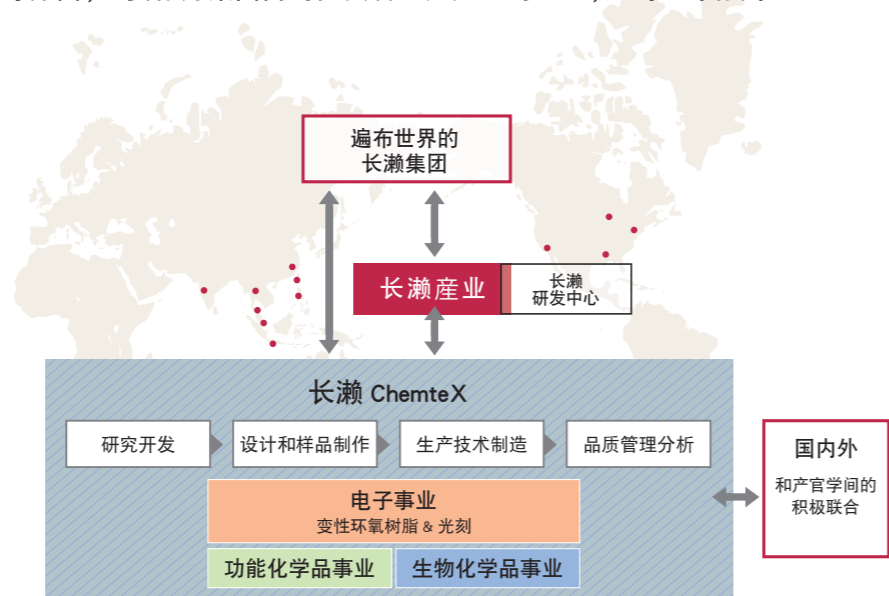 遍布世界的
长濑集团
长濑産业
长濑
研发中心
长濑 ChemteX
研究开发
设计和样品制作
生产技术制造
品质管理分析
电子事业
变性环氧树脂 & 光刻
功能化学品事业
生物化学品事业
国内外
和产官学间的
积极联合